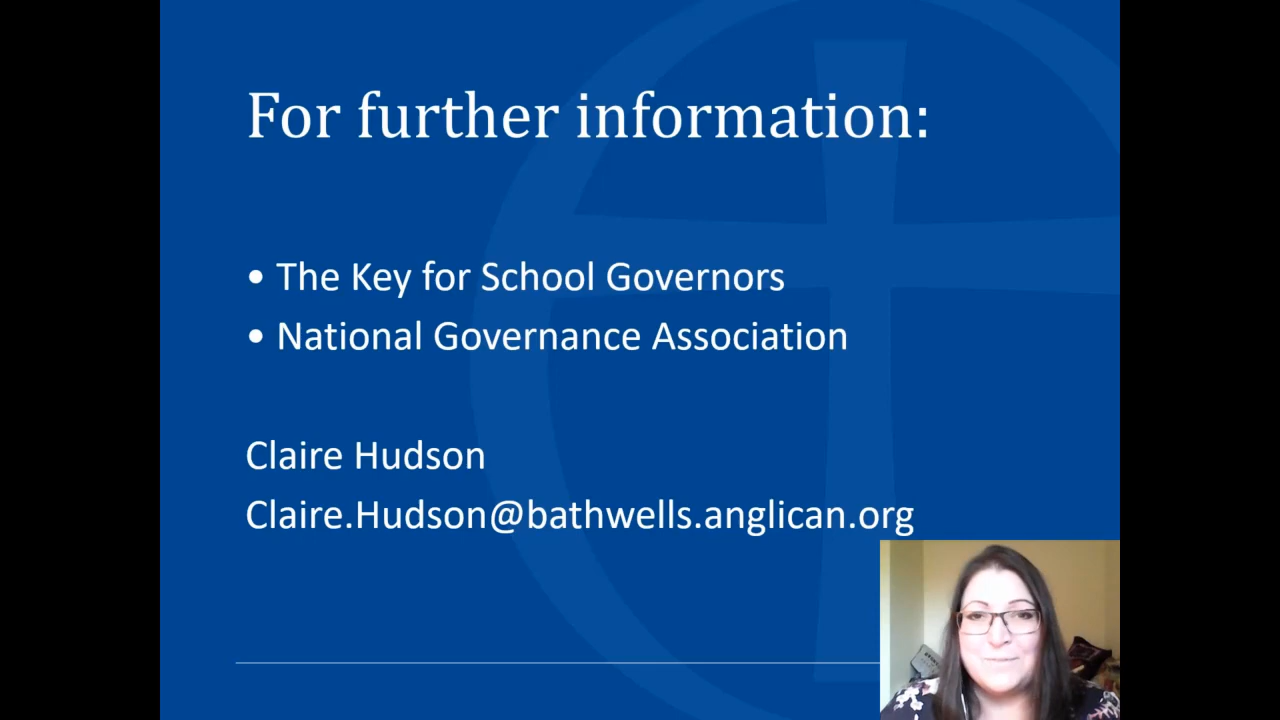 For further information:
• The Key for School Governors
• National Governance Association
Claire Hudson
Claire.Hudson@bathwells.anglican.org